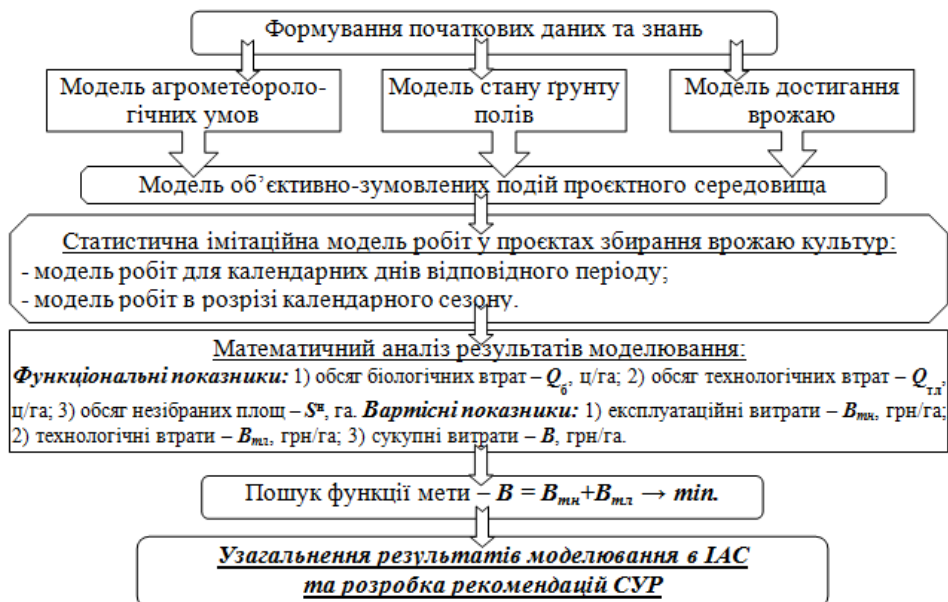 Формування початкових даних та знань
Модель агрометеороло-
гічних умов
Модель стану ґрунту
полів
Модель достигання
врожаю
Модель об’єктивно-зумовлених подій проєктного середовища
Статистична імітаційна модель робіт у проєктах збирання врожаю культур:
- модель робіт для календарних днів відповідного періоду;
- модель робіт в розрізі календарного сезону.
Математичний аналіз результатів моделювання:
Функціональні показники: 1) обсяг біологічних втрат – Qб, ц/га; 2) обсяг технологічних втрат – Qтл,
ц/га; 3) обсяг незібраних площ – Sн, га. Вартісні показники: 1) експлуатаційні витрати – Bтн, грн/га;
2) технологічні втрати – Bтл, грн/га; 3) сукупні витрати – B, грн/га.
Пошук функції мети – B = Bтн+Bтл → min.
Узагальнення результатів моделювання в ІАС
та розробка рекомендацій СУР